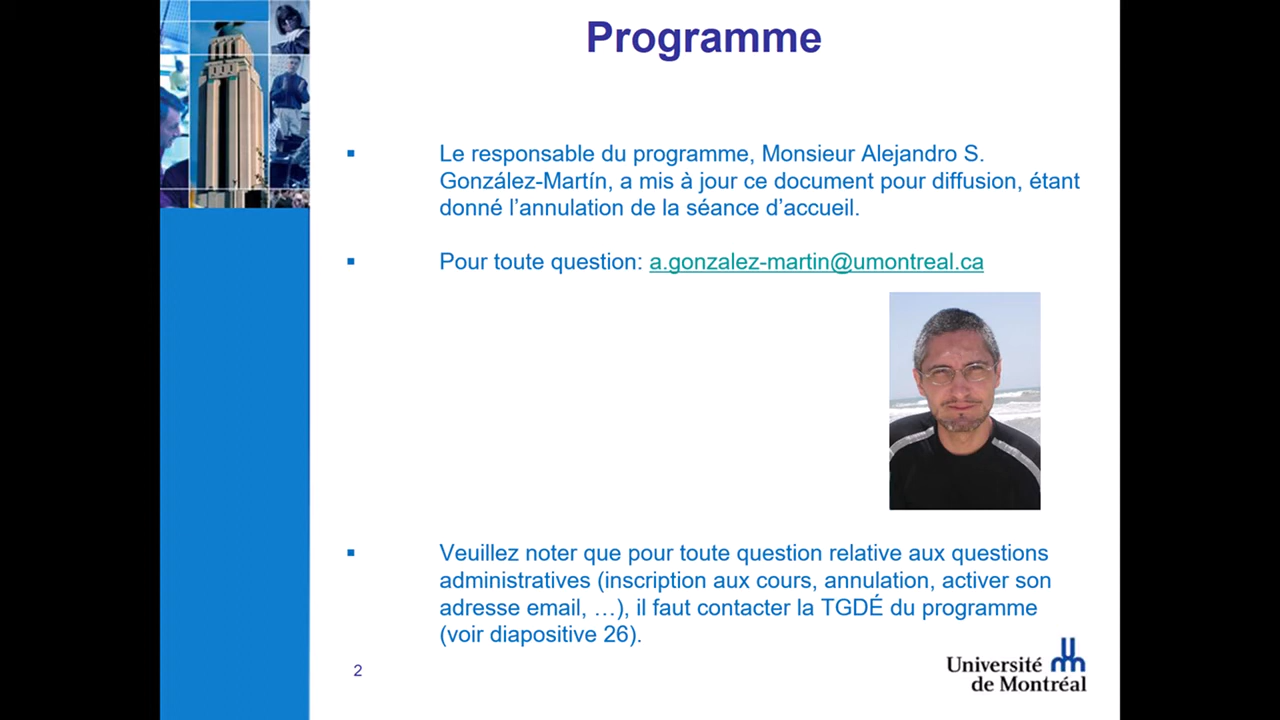 Programme
▪ Le responsable du programme, Monsieur Alejandro S.
González-Martín, a mis à jour ce document pour diffusion, étant
donné l’annulation de la séance d’accueil.
▪ Pour toute question: a.gonzalez-martin@umontreal.ca
▪ Veuillez noter que pour toute question relative aux questions
administratives (inscription aux cours, annulation, activer son
adresse email, …), il faut contacter la TGDÉ du programme
(voir diapositive 26).
2
Université
de Montréal